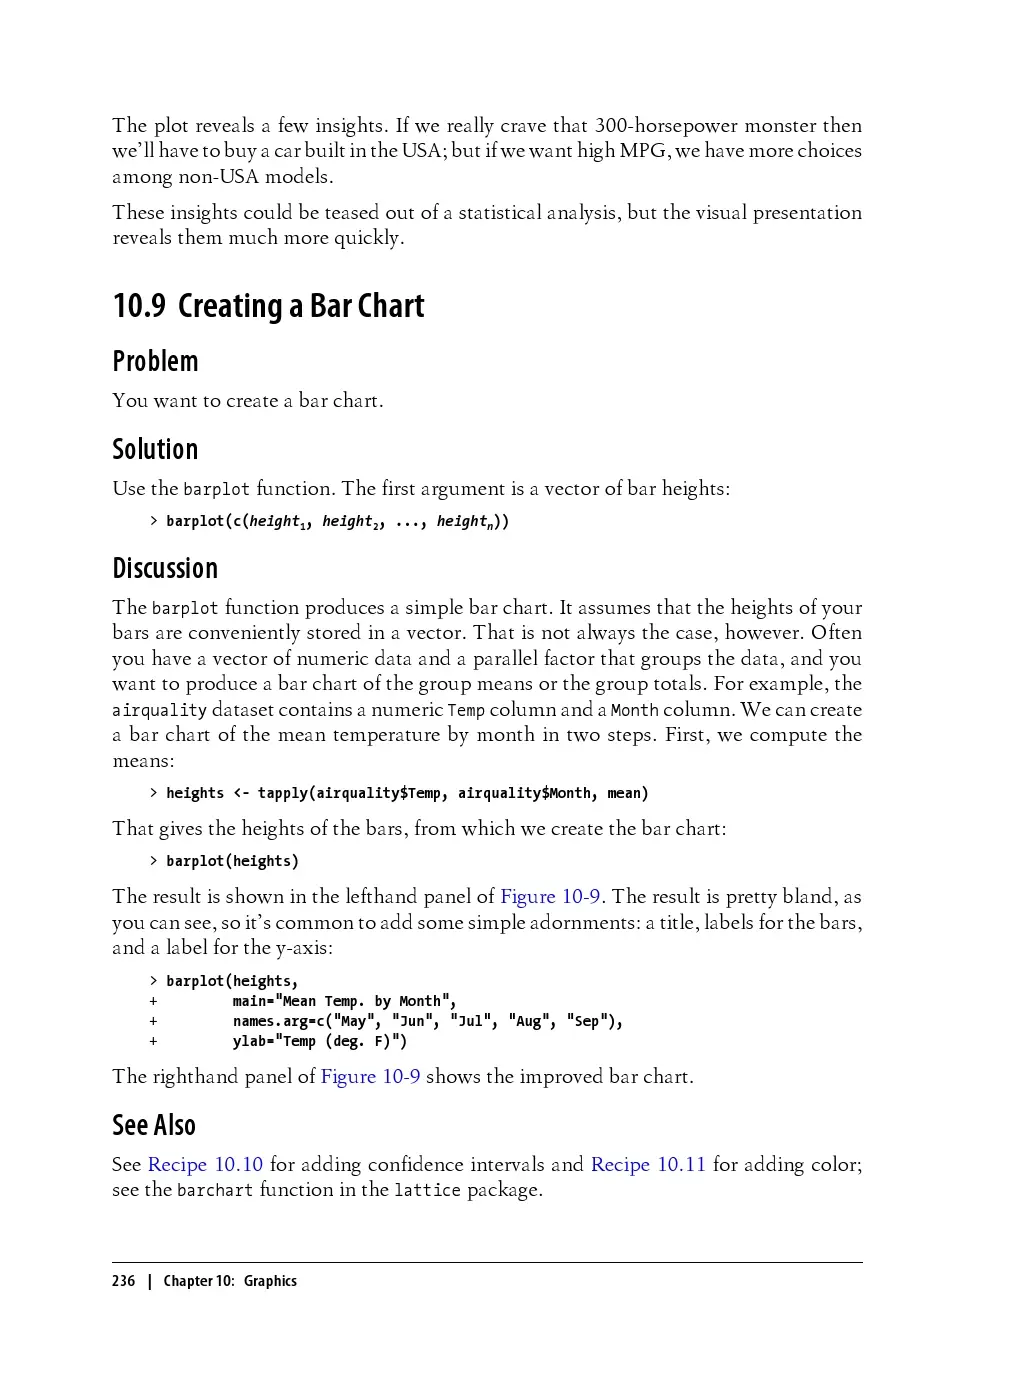 The plot reveals a few insights. If we really crave that 300-horsepower monster then
we’ll have to buy a car built in the USA; but if we want high MPG, we have more choices
among non-USA models.
These insights could be teased out of a statistical analysis, but the visual presentation
reveals them much more quickly.
10.9 Creating a Bar Chart
Problem
You want to create a bar chart.
Solution
Use the barplot function. The first argument is a vector of bar heights:
> barplot(c(height1, height2, ..., heightn))
Discussion
The barplot function produces a simple bar chart. It assumes that the heights of your
bars are conveniently stored in a vector. That is not always the case, however. Often
you have a vector of numeric data and a parallel factor that groups the data, and you
want to produce a bar chart of the group means or the group totals. For example, the
airquality dataset contains a numeric Temp column and a Month column. We can create
a bar chart of the mean temperature by month in two steps. First, we compute the
means:
> heights <- tapply(airquality$Temp, airquality$Month, mean)
That gives the heights of the bars, from which we create the bar chart:
> barplot(heights)
The result is shown in the lefthand panel of Figure 10-9. The result is pretty bland, as
you can see, so it’s common to add some simple adornments: a title, labels for the bars,
and a label for the y-axis:
> barplot(heights,
+ main="Mean Temp. by Month",
+ names.arg=c("May", "Jun", "Jul", "Aug", "Sep"),
+ ylab="Temp (deg. F)")
The righthand panel of Figure 10-9 shows the improved bar chart.
See Also
See Recipe 10.10 for adding confidence intervals and Recipe 10.11 for adding color;
see the barchart function in the lattice package.
236 | Chapter 10: Graphics